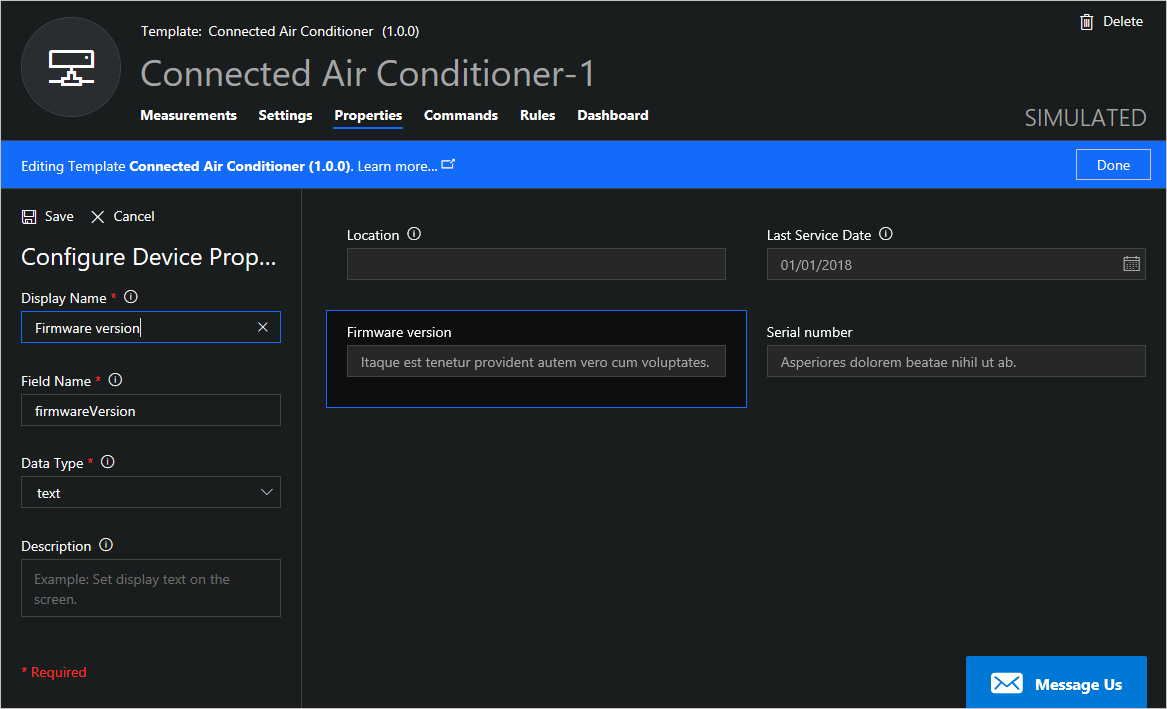 Template: Connected Air Conditioner (1.0.0)
Delete
Connected Air Conditioner-1
Measurements Settings Properties Commands Rules Dashboard
SIMULATED
Editing Template Connected Air Conditioner (1.0.0). Learn more...
Done
Save Cancel
Configure Device Prop...
Display Name *
Firmware version
Field Name *
firmwareVersion
Data Type *
text
Description
Example: Set display text on the
screen.
* Required
Location
Last Service Date
01/01/2018
Firmware version
Itaque est tenetur provident autem vero cum voluptates.
Serial number
Asperiores dolorem beatae nihil ut ab.
Message Us